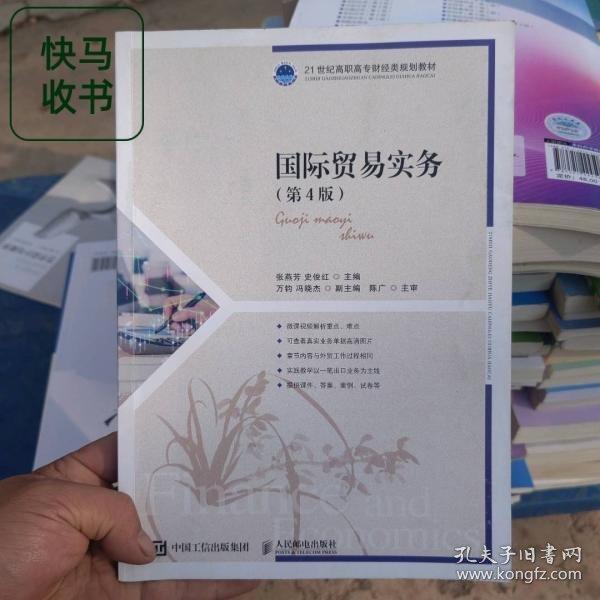 快马
收书
21世纪高职高专财经类规划教材
国际贸易实务
（第4版）
Guoji maoyi
shiwu
张燕芳 史俊红 ◎ 主编
万钧 冯晓杰 ◎ 副主编 陈广 ◎ 主审
◆ 微课视频解析重点、难点
◆ 可查看真实业务单据高清图片
◆ 章节内容与外贸工作过程相同
◆ 实践教学以一笔出口业务为主线
◆ 提供课件、答案、案例、试卷等
Finance and
Economics
中国工信出版集团
人民邮电出版社
POSTS & TELECOM PRESS
定价：48.00
孔夫子旧书网
www.kongfz.com